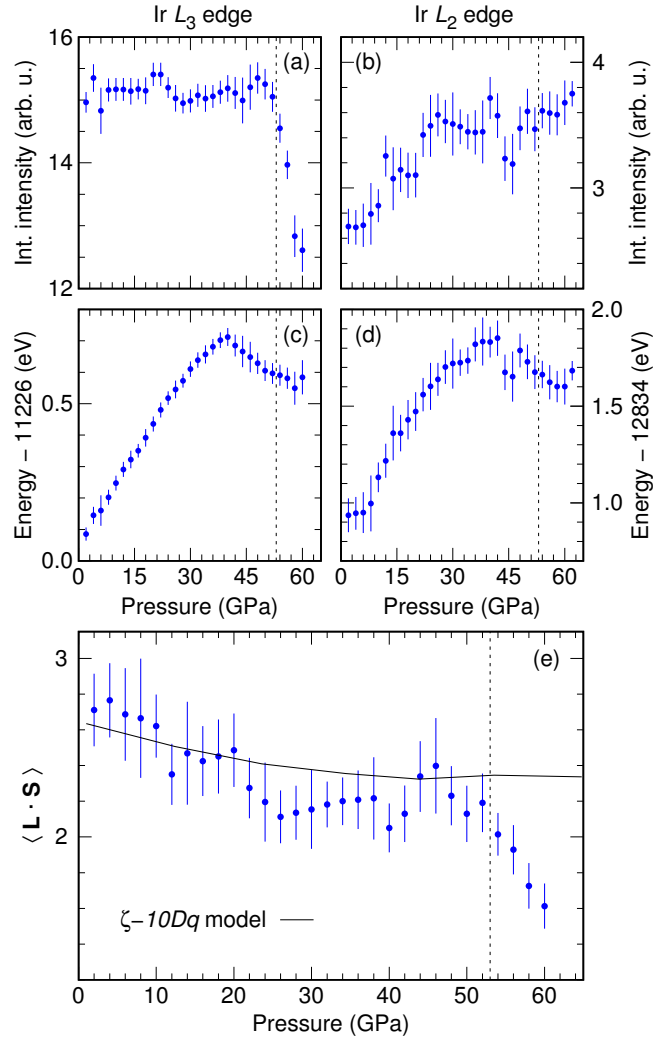 Ir L3 edge
Ir L2 edge
(a)
(b)
Int. intensity (arb. u.)
16
14
12
4
3
2
Int. intensity (arb. u.)
(c)
(d)
Energy − 11226 (eV)
0.5
0.0
2.0
1.5
1.0
Energy − 12834 (eV)
0 15 30 45 60
0 15 30 45 60
Pressure (GPa)
Pressure (GPa)
(e)
⟨ L · S ⟩
3
2
ζ−10Dq model
0 10 20 30 40 50 60
Pressure (GPa)